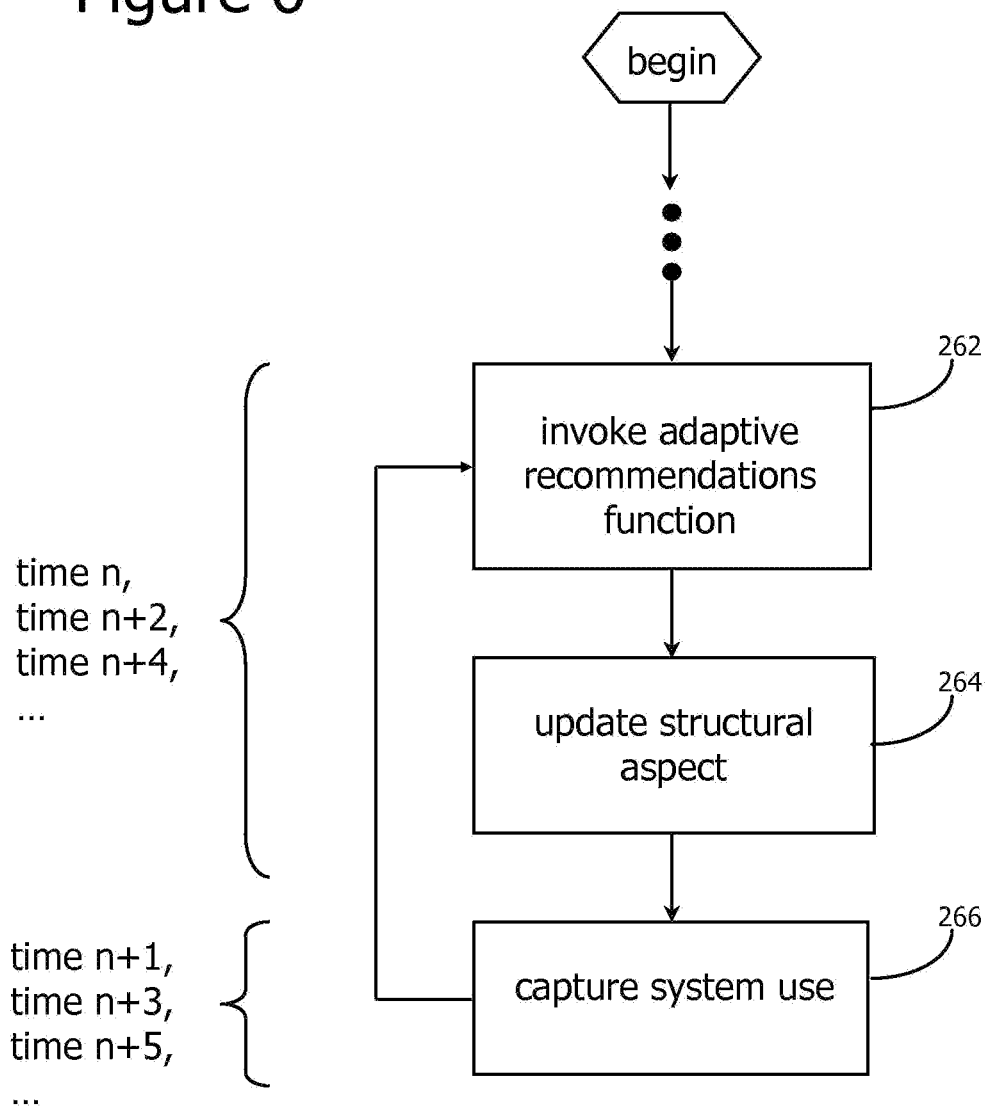 Figure 6
begin
262
invoke adaptive
recommendations
function
time n,
time n+2,
time n+4,
...
264
update structural
aspect
266
capture system use
time n+1,
time n+3,
time n+5,
...